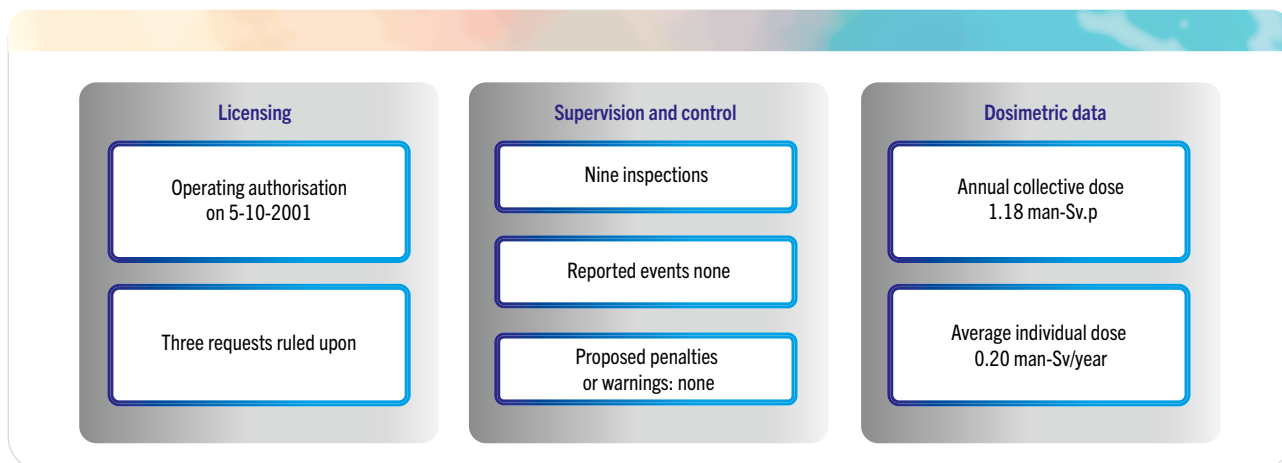 Licensing
Operating authorisation
on 5-10-2001
Three requests ruled upon
Supervision and control
Nine inspections
Reported events none
Proposed penalties
or warnings: none
Dosimetric data
Annual collective dose
1.18 man-Sv.p
Average individual dose
0.20 man-Sv/year